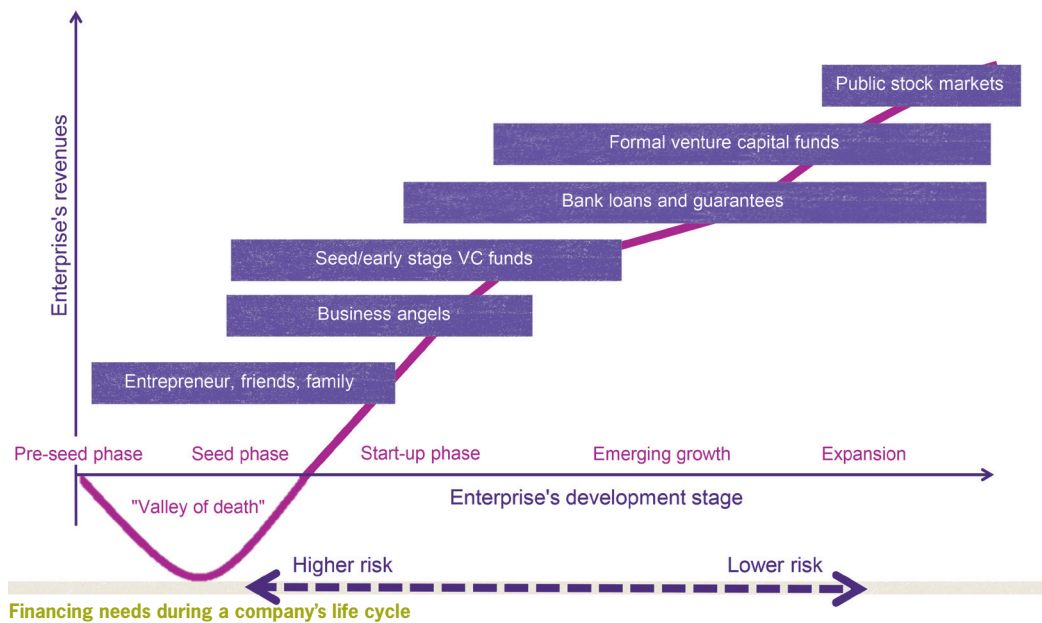 Enterprise's revenues
Public stock markets
Formal venture capital funds
Bank loans and guarantees
Seed/early stage VC funds
Business angels
Entrepreneur, friends, family
Pre-seed phase
Seed phase
Start-up phase
Emerging growth
Expansion
"Valley of death"
Enterprise's development stage
Higher risk
Lower risk
Financing needs during a company's life cycle